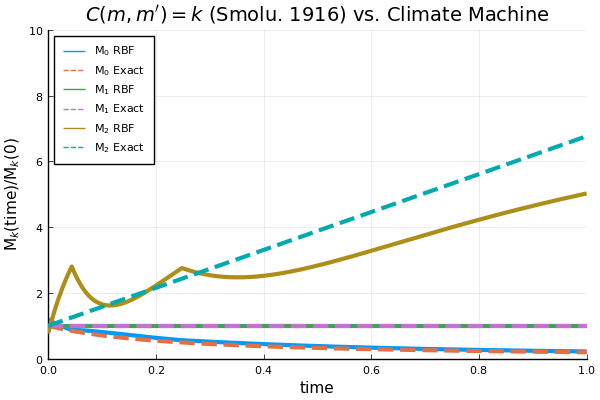 C(m, m′) = k (Smolu. 1916) vs. Climate Machine
10
8
6
4
2
0
Mₖ(time)/Mₖ(0)
M₀ RBF
M₀ Exact
M₁ RBF
M₁ Exact
M₂ RBF
M₂ Exact
0.0 0.2 0.4 0.6 0.8 1.0
time